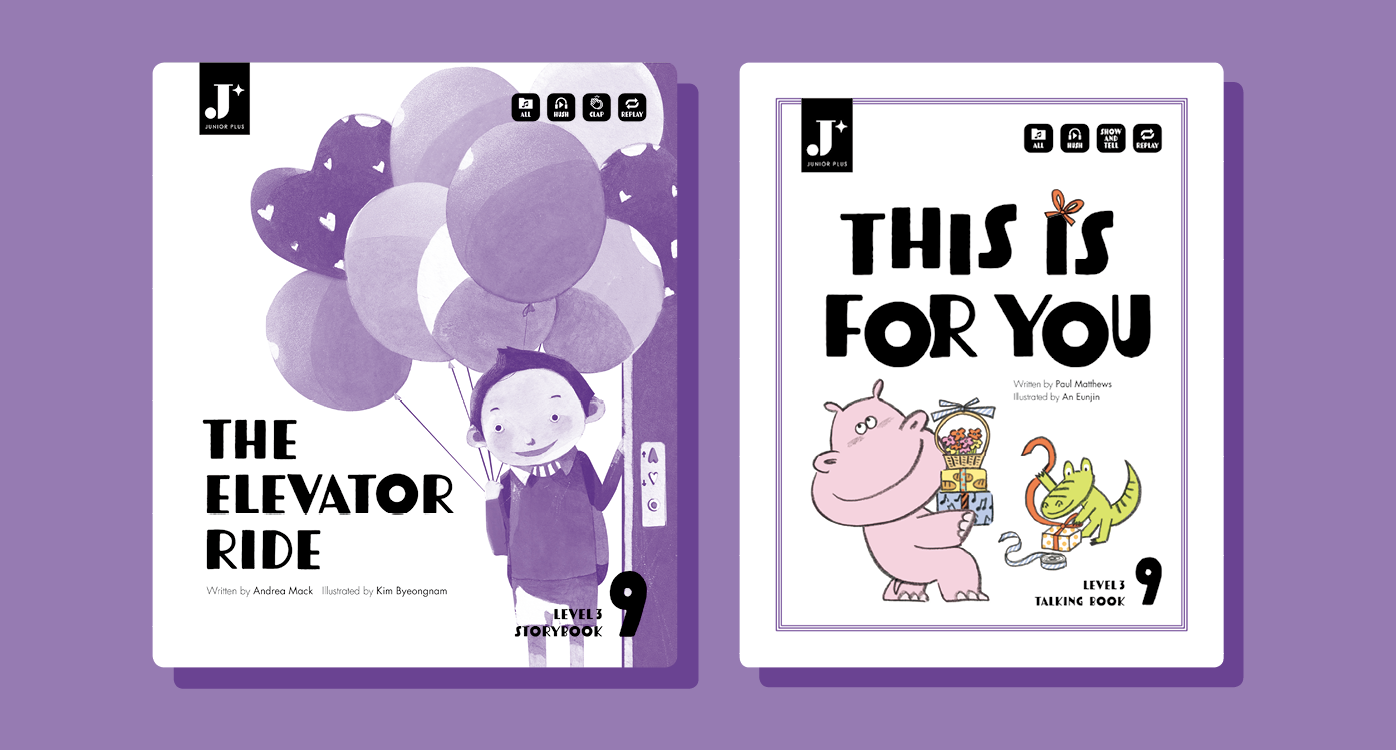 J
JUNIOR PLUS
ALL
HUSH
CLAP
REPLAY
THE
ELEVATOR
RIDE
Written by Andrea Mack Illustrated by Kim Byeongnam
LEVEL 3
STORYBOOK
9
J
JUNIOR PLUS
ALL
HUSH
SHOW
AND
TELL
REPLAY
THIS IS
FOR YOU
Written by Paul Matthews
Illustrated by An Eunjin
LEVEL 3
TALKING BOOK
9